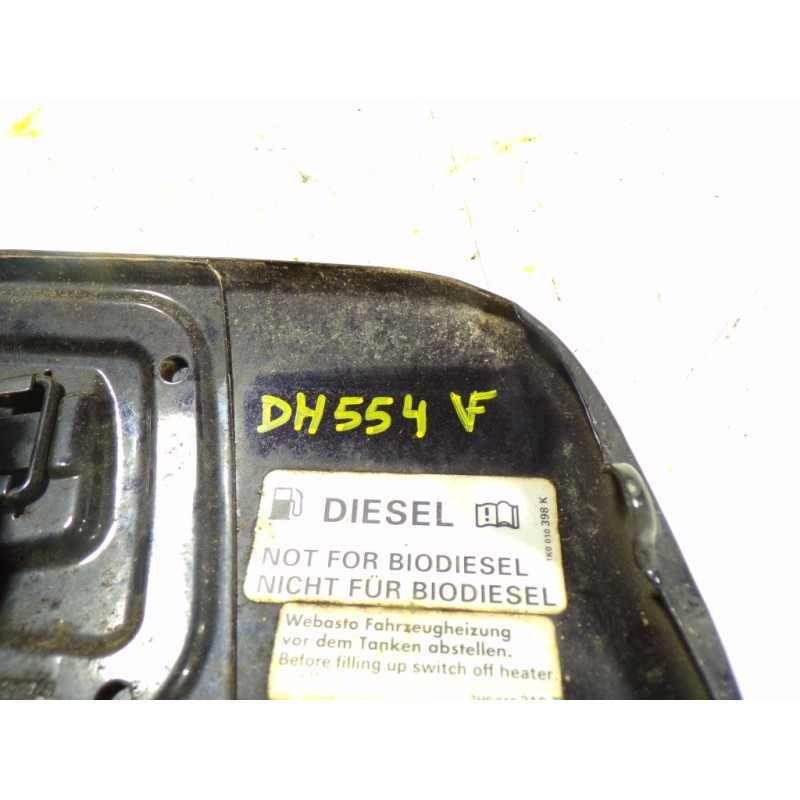 DH554 VF
DIESEL
1K0 010 398 K
NOT FOR BIODIESEL
NICHT FÜR BIODIESEL
Webasto Fahrzeugheizung
vor dem Tanken abstellen.
Before filling up switch off heater.